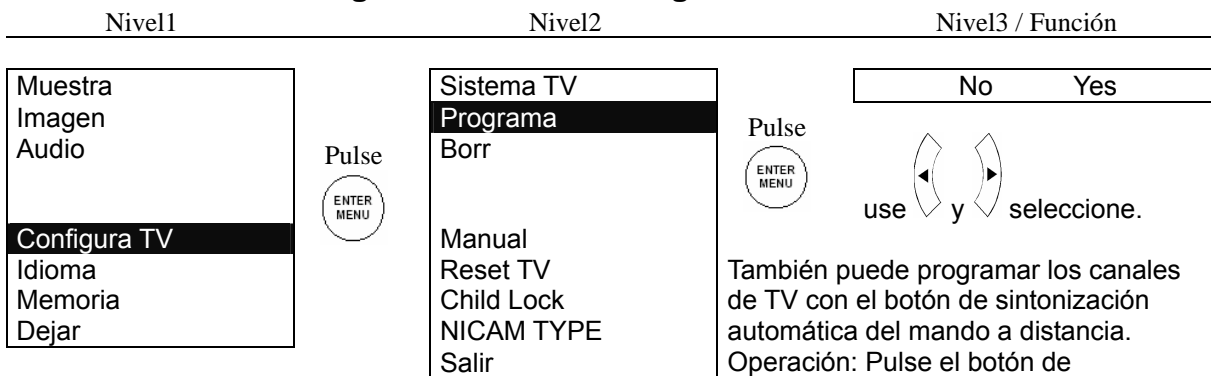 Nivel1 Nivel2 Nivel3 / Función
Muestra
Imagen
Audio
Configura TV
Idioma
Memoria
Dejar
Pulse
ENTER
MENU
Sistema TV
Programa
Borr
Manual
Reset TV
Child Lock
NICAM TYPE
Salir
Pulse
ENTER
MENU
No Yes
use y seleccione.
También puede programar los canales
de TV con el botón de sintonización
automática del mando a distancia.
Operación: Pulse el botón de